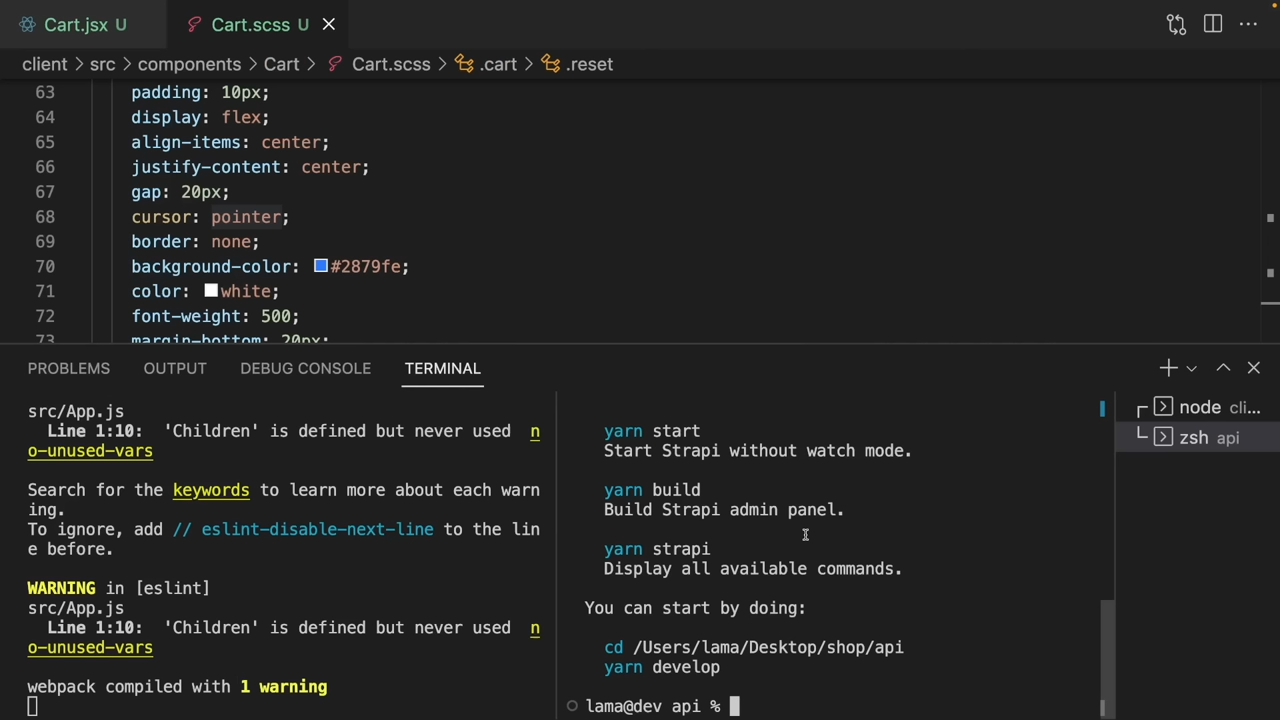 Cart.jsx U
Cart.scss U
client > src > components > Cart > Cart.scss > .cart > .reset
63 padding: 10px;
64 display: flex;
65 align-items: center;
66 justify-content: center;
67 gap: 20px;
68 cursor: pointer;
69 border: none;
70 background-color: #2879fe;
71 color: white;
72 font-weight: 500;
73 margin-bottom: 20px;
PROBLEMS OUTPUT DEBUG CONSOLE TERMINAL
src/App.js
Line 1:10: 'Children' is defined but never used n
o-unused-vars
Search for the keywords to learn more about each warn
ing.
To ignore, add // eslint-disable-next-line to the lin
e before.
WARNING in [eslint]
src/App.js
Line 1:10: 'Children' is defined but never used n
o-unused-vars
webpack compiled with 1 warning
yarn start
Start Strapi without watch mode.
yarn build
Build Strapi admin panel.
yarn strapi
Display all available commands.
You can start by doing:
cd /Users/lama/Desktop/shop/api
yarn develop
lama@dev api %
node cli...
zsh api